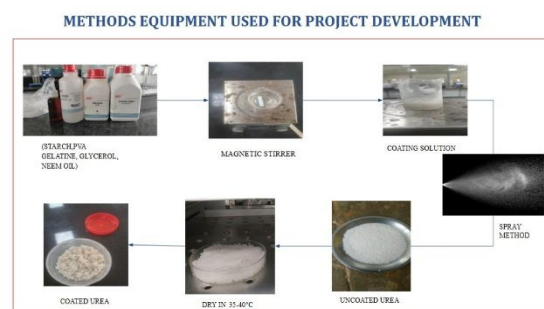 METHODS EQUIPMENT USED FOR PROJECT DEVELOPMENT
(STARCH,PVA
GELATINE, GLYCEROL,
NEEM OIL)
MAGNETIC STIRRER
COATING SOLUTION
SPRAY
METHOD
COATED UREA
DRY IN 35-40°C
UNCOATED UREA